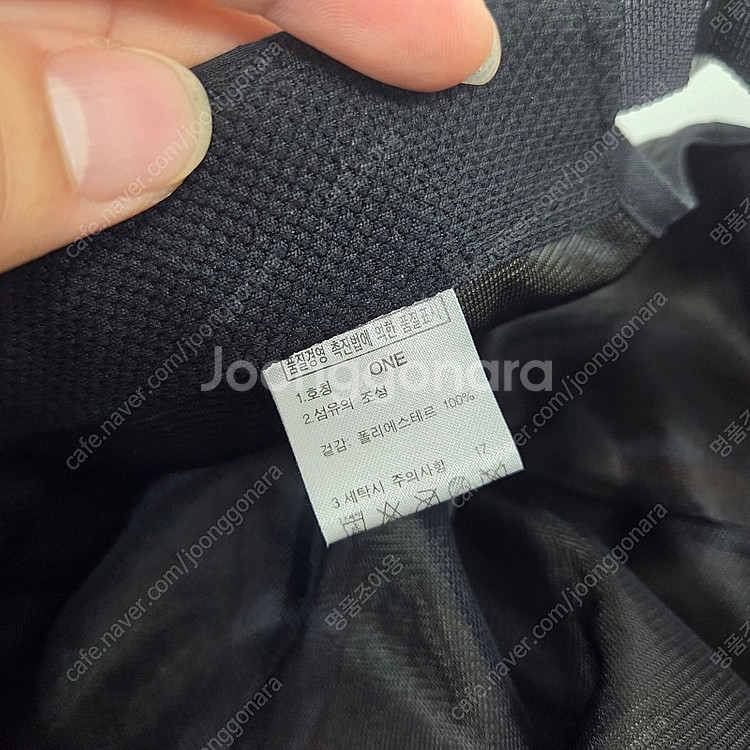 품질경영 촉진법에 의한 품질표시
1.호칭 ONE
2.섬유의 조성
겉감: 폴리에스테르 100%
3.세탁시 주의사항 17
Joonggonara
cafe.naver.com/joonggonara
명품조아용